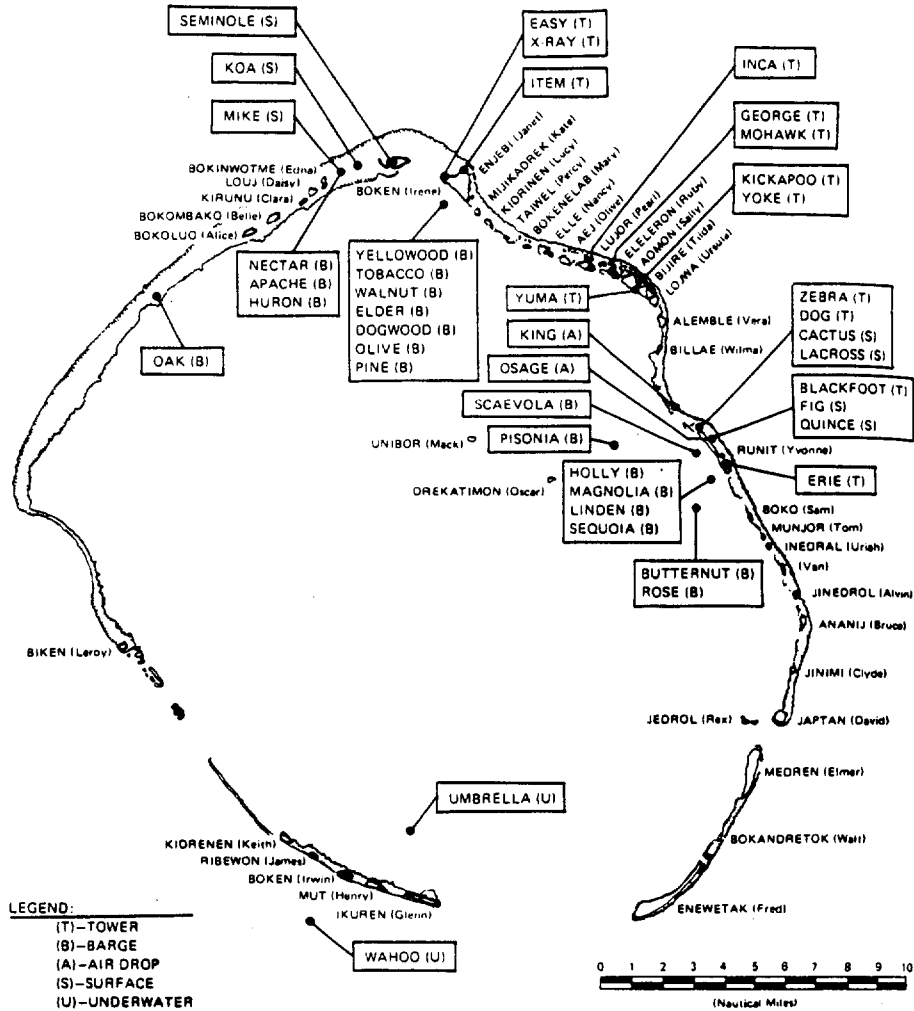 SEMINOLE (S)
EASY (T)
X-RAY (T)
KOA (S)
ITEM (T)
INCA (T)
MIKE (S)
GEORGE (T)
MOHAWK (T)
KICKAPOO (T)
YOKE (T)
ENJEBI (Janet)
MIJIKADREK (Kate)
KIDRINEN (Lucy)
TAIWEL (Percy)
BOKENELAB (Mary)
ELLE (Nancy)
AEJ (Olive)
LUJOR (Pearl)
ELELERON (Ruby)
AOMON (Sally)
BIJIRE (Tilda)
LOJWA (Ursula)
BOKINWOTME (Edna)
LOUJ (Daisy)
KIRUNU (Clara)
BOKOMBAKO (Belle)
BOKOLUO (Alice)
BOKEN (Irene)
NECTAR (B)
APACHE (B)
HURON (B)
YELLOWOOD (B)
TOBACCO (B)
WALNUT (B)
ELDER (B)
DOGWOOD (B)
OLIVE (B)
PINE (B)
OAK (B)
YUMA (T)
KING (A)
OSAGE (A)
SCAEVOLA (B)
PISONIA (B)
ALEMBLE (Vera)
BILLAE (Wilma)
ZEBRA (T)
DOG (T)
CACTUS (S)
LACROSS (S)
BLACKFOOT (T)
FIG (S)
QUINCE (S)
UNIBOR (Mack)
RUNIT (Yvonne)
ERIE (T)
DREKATIMON (Oscar)
HOLLY (B)
MAGNOLIA (B)
LINDEN (B)
SEQUOIA (B)
BOKO (Sam)
MUNJOR (Tom)
INEDRAL (Uriah)
(Van)
BUTTERNUT (B)
ROSE (B)
JINEDROL (Alvin)
ANANIJ (Bruce)
BIKEN (Leroy)
JINIMI (Clyde)
JEDROL (Rex)
JAPTAN (David)
MEDREN (Elmer)
UMBRELLA (U)
KIDRENEN (Keith)
RIBEWON (James)
BOKEN (Irwin)
MUT (Henry)
IKUREN (Glenn)
BOKANDRETOK (Walt)
ENEWETAK (Fred)
WAHOO (U)
LEGEND:
(T)–TOWER
(B)–BARGE
(A)–AIR DROP
(S)–SURFACE
(U)–UNDERWATER
0 1 2 3 4 5 6 7 8 9 10
(Nautical Miles)